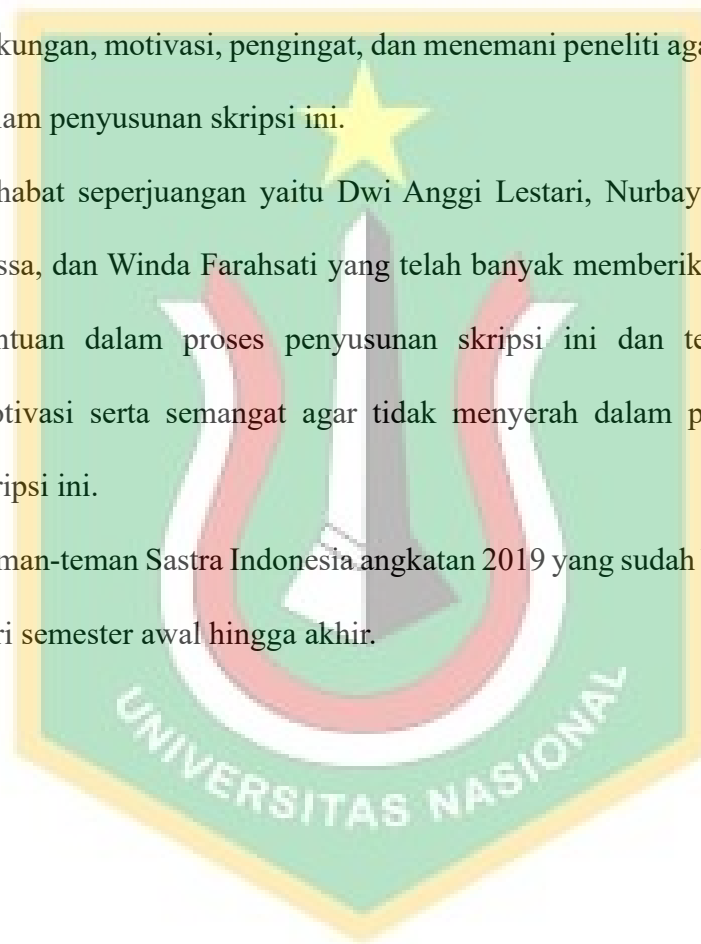 kungan, motivasi, pengingat, dan menemani peneliti aga
lam penyusunan skripsi ini.
habat seperjuangan yaitu Dwi Anggi Lestari, Nurbay
ssa, dan Winda Farahsati yang telah banyak memberik
ntuan dalam proses penyusunan skripsi ini dan te
otivasi serta semangat agar tidak menyerah dalam p
ripsi ini.
man-teman Sastra Indonesia angkatan 2019 yang sudah
ri semester awal hingga akhir.
UNIVERSITAS NASIONAL